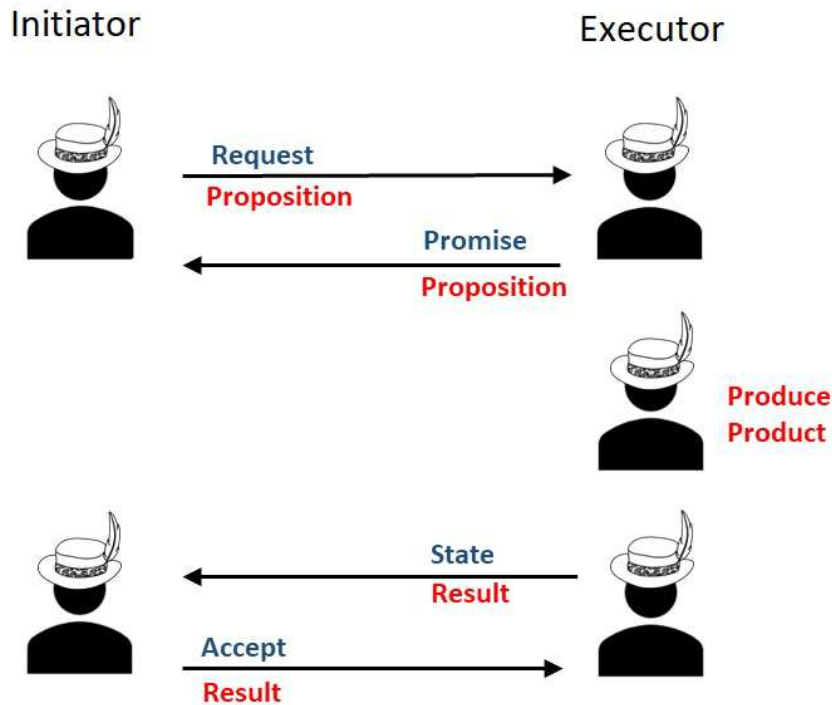 Initiator
Executor
Request
Proposition
Promise
Proposition
Produce
Product
State
Result
Accept
Result